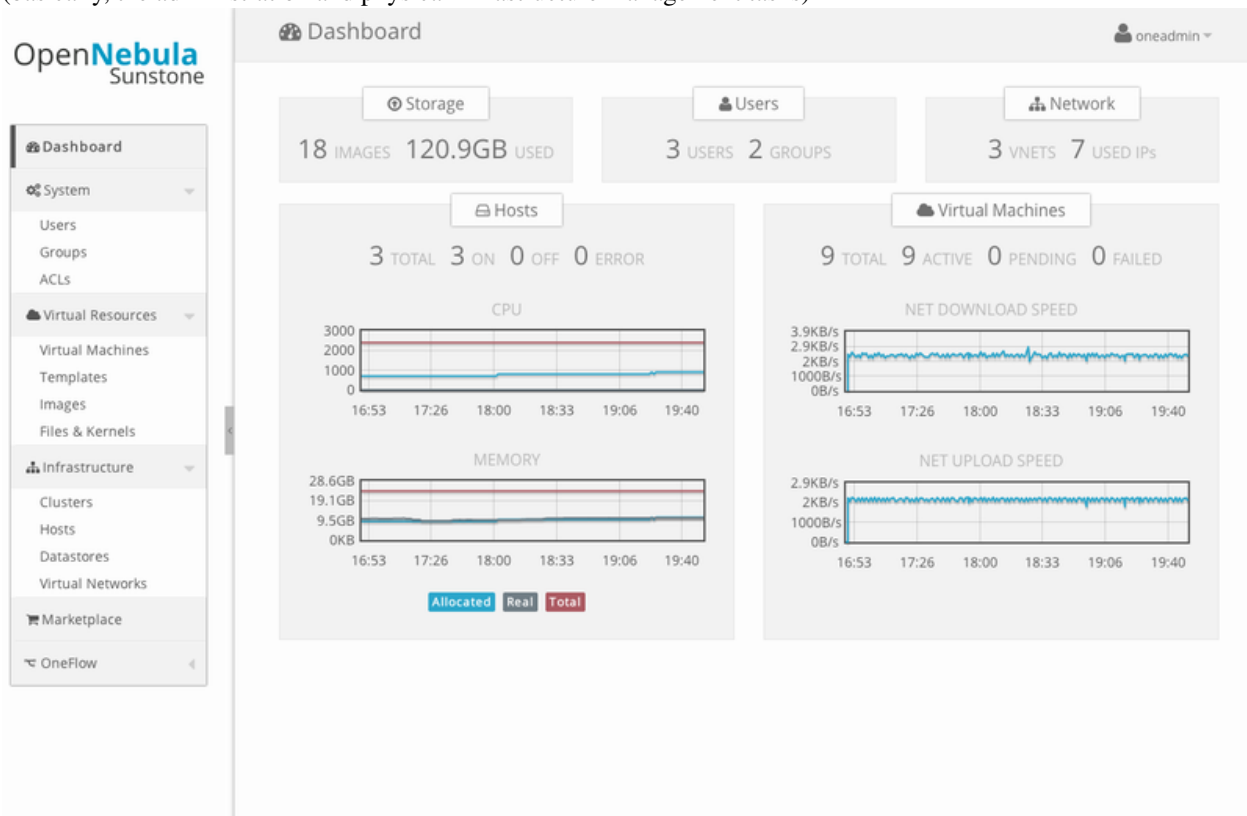 OpenNebula
Sunstone
Dashboard
oneadmin
Dashboard
System
Users
Groups
ACLs
Virtual Resources
Virtual Machines
Templates
Images
Files & Kernels
Infrastructure
Clusters
Hosts
Datastores
Virtual Networks
Marketplace
OneFlow
Storage
18 IMAGES 120.9GB USED
Users
3 USERS 2 GROUPS
Network
3 VNETS 7 USED IPs
Hosts
3 TOTAL 3 ON 0 OFF 0 ERROR
CPU
3000
2000
1000
0
16:53 17:26 18:00 18:33 19:06 19:40
MEMORY
28.6GB
19.1GB
9.5GB
0KB
16:53 17:26 18:00 18:33 19:06 19:40
Allocated Real Total
Virtual Machines
9 TOTAL 9 ACTIVE 0 PENDING 0 FAILED
NET DOWNLOAD SPEED
3.9KB/s
2.9KB/s
2KB/s
1000B/s
0B/s
16:53 17:26 18:00 18:33 19:06 19:40
NET UPLOAD SPEED
2.9KB/s
2KB/s
1000B/s
0B/s
16:53 17:26 18:00 18:33 19:06 19:40